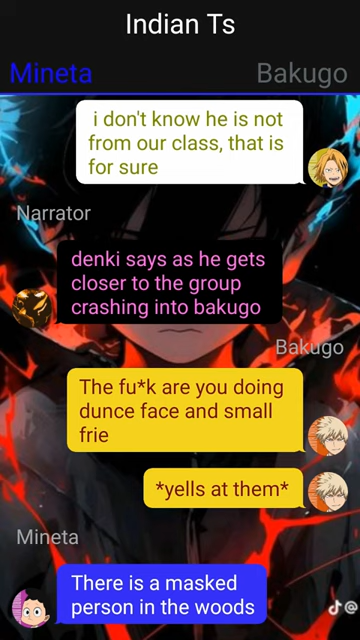 Indian Ts
Mineta Bakugo
i don't know he is not
from our class, that is
for sure
Narrator
denki says as he gets
closer to the group
crashing into bakugo
Bakugo
The fu*k are you doing
dunce face and small
frie
*yells at them*
Mineta
There is a masked
person in the woods
@